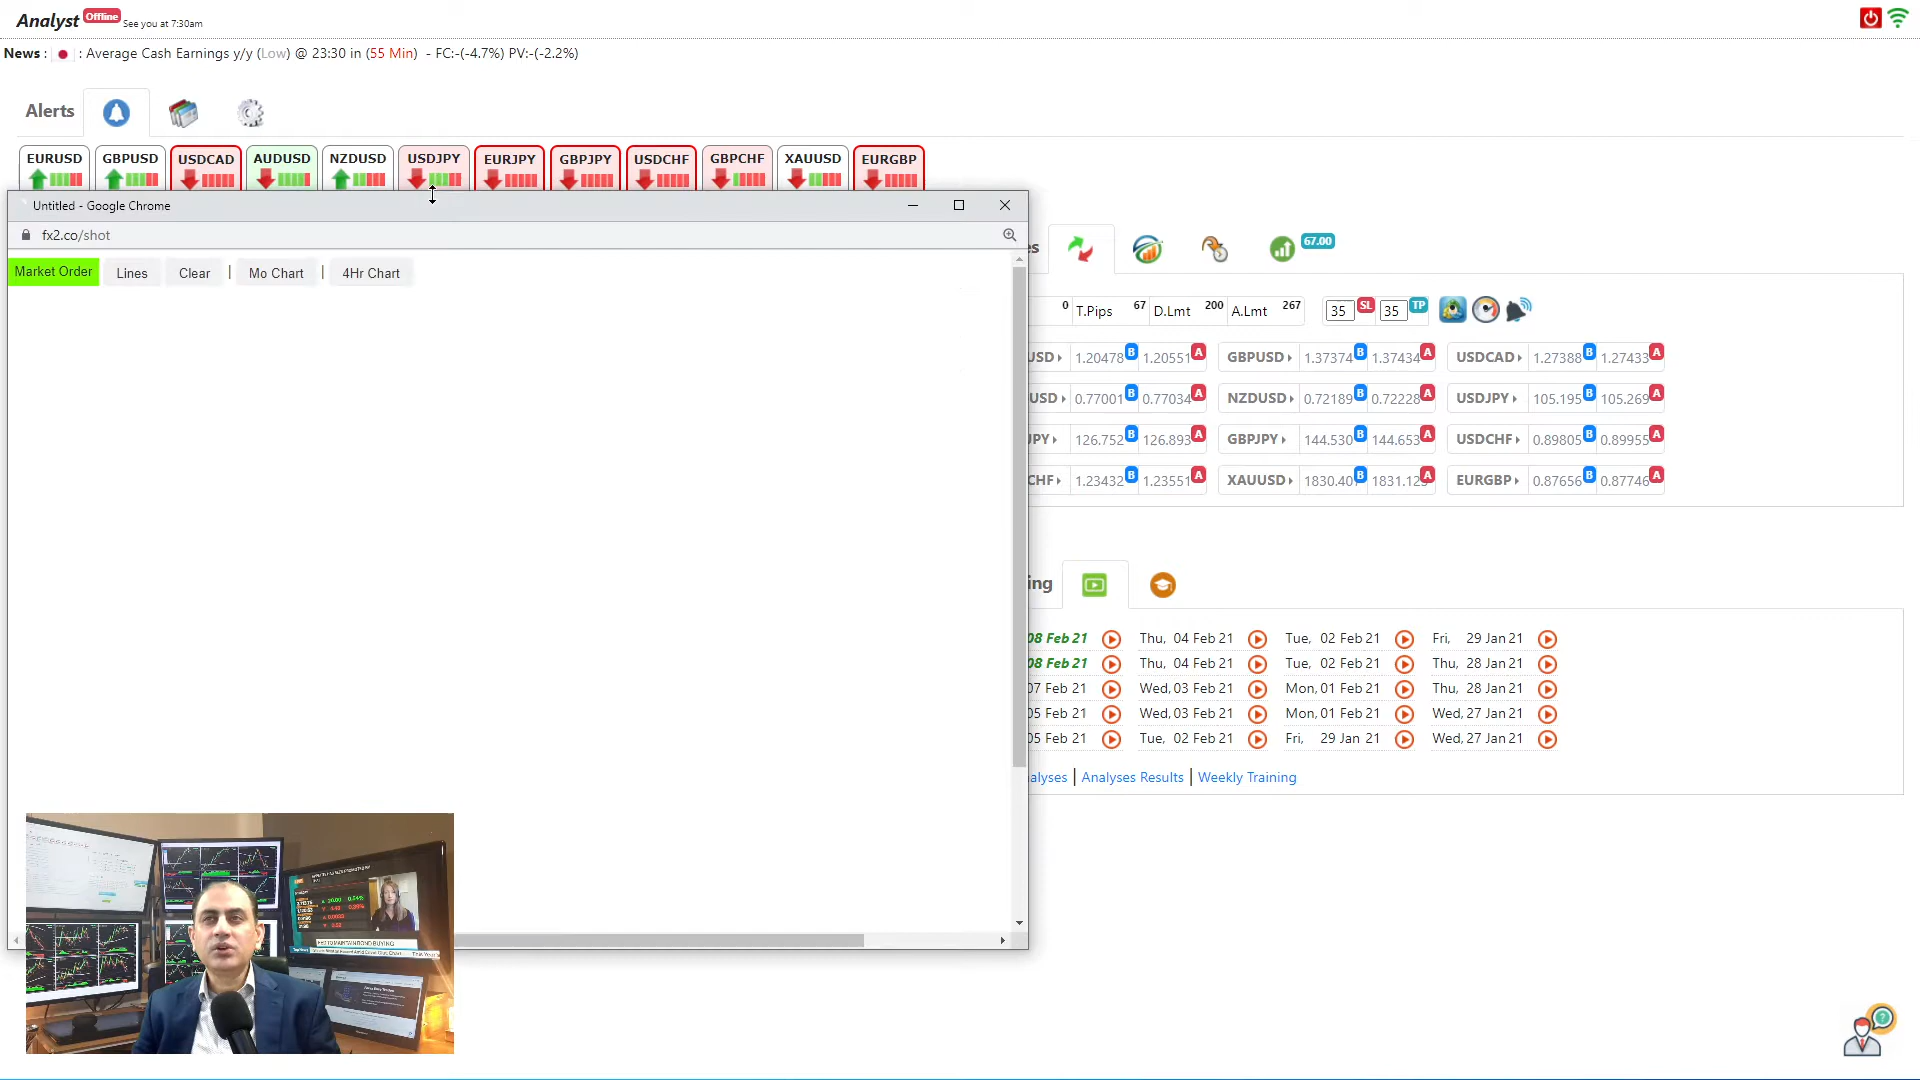 Analyst Offline See you at 7:30am
News : : Average Cash Earnings y/y (Low) @ 23:30 in (55 Min) - FC:-(-4.7%) PV:-(-2.2%)
Alerts
EURUSD GBPUSD USDCAD AUDUSD NZDUSD USDJPY EURJPY GBPJPY USDCHF GBPCHF XAUUSD EURGBP
Untitled - Google Chrome
fx2.co/shot
Market Order Lines Clear | Mo Chart | 4Hr Chart
es 67.00
0 T.Pips 67 D.Lmt 200 A.Lmt 267 35 SL 35 TP
USD 1.20478 B 1.20551 A GBPUSD 1.37374 B 1.37434 A USDCAD 1.27388 B 1.27433 A
USD 0.77001 B 0.77034 A NZDUSD 0.72189 B 0.72228 A USDJPY 105.195 B 105.269 A
JPY 126.752 B 126.893 A GBPJPY 144.530 B 144.653 A USDCHF 0.89805 B 0.89955 A
CHF 1.23432 B 1.23551 A XAUUSD 1830.407 B 1831.123 A EURGBP 0.87656 B 0.87746 A
ing
08 Feb 21 Thu, 04 Feb 21 Tue, 02 Feb 21 Fri, 29 Jan 21
08 Feb 21 Thu, 04 Feb 21 Tue, 02 Feb 21 Thu, 28 Jan 21
07 Feb 21 Wed, 03 Feb 21 Mon, 01 Feb 21 Thu, 28 Jan 21
05 Feb 21 Wed, 03 Feb 21 Mon, 01 Feb 21 Wed, 27 Jan 21
05 Feb 21 Tue, 02 Feb 21 Fri, 29 Jan 21 Wed, 27 Jan 21
alyses | Analyses Results | Weekly Training
FED TO MAINTAIN BOND BUYING